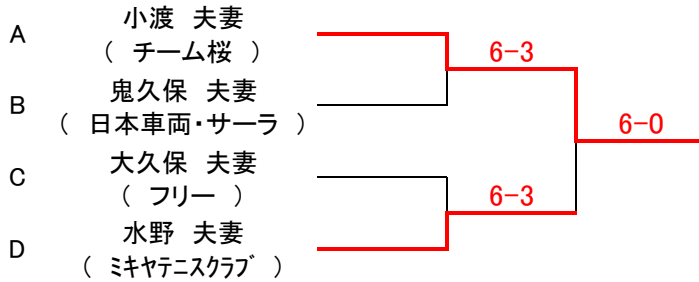 A
小渡 夫妻
( チーム桜 )
6-3
B
鬼久保 夫妻
( 日本車両・サーラ )
6-0
C
大久保 夫妻
( フリー )
6-3
D
水野 夫妻
( ミキヤテニスクラブ )